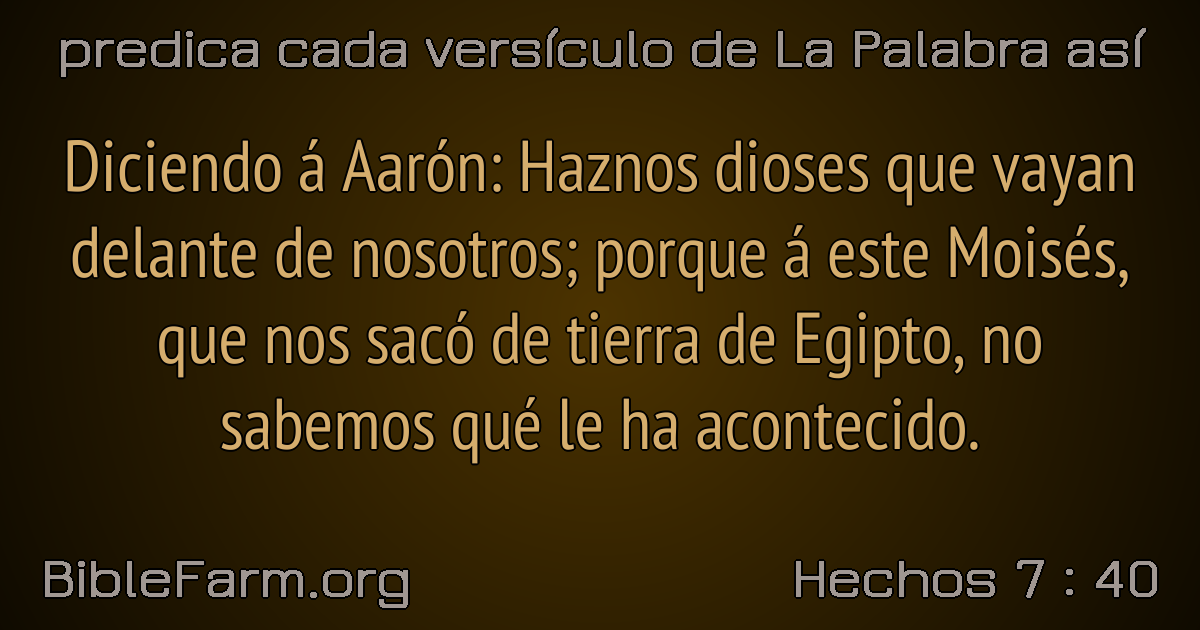 predica cada versículo de La Palabra así
Diciendo á Aarón: Haznos dioses que vayan
delante de nosotros; porque á este Moisés,
que nos sacó de tierra de Egipto, no
sabemos qué le ha acontecido.
BibleFarm.org
Hechos 7 : 40